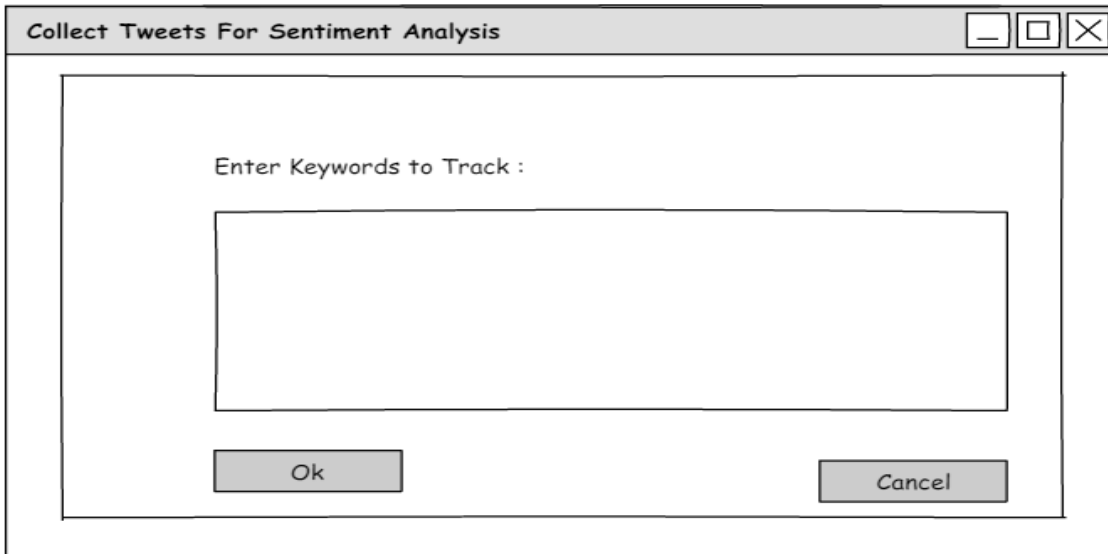 Collect Tweets For Sentiment Analysis
Enter Keywords to Track :
Ok
Cancel